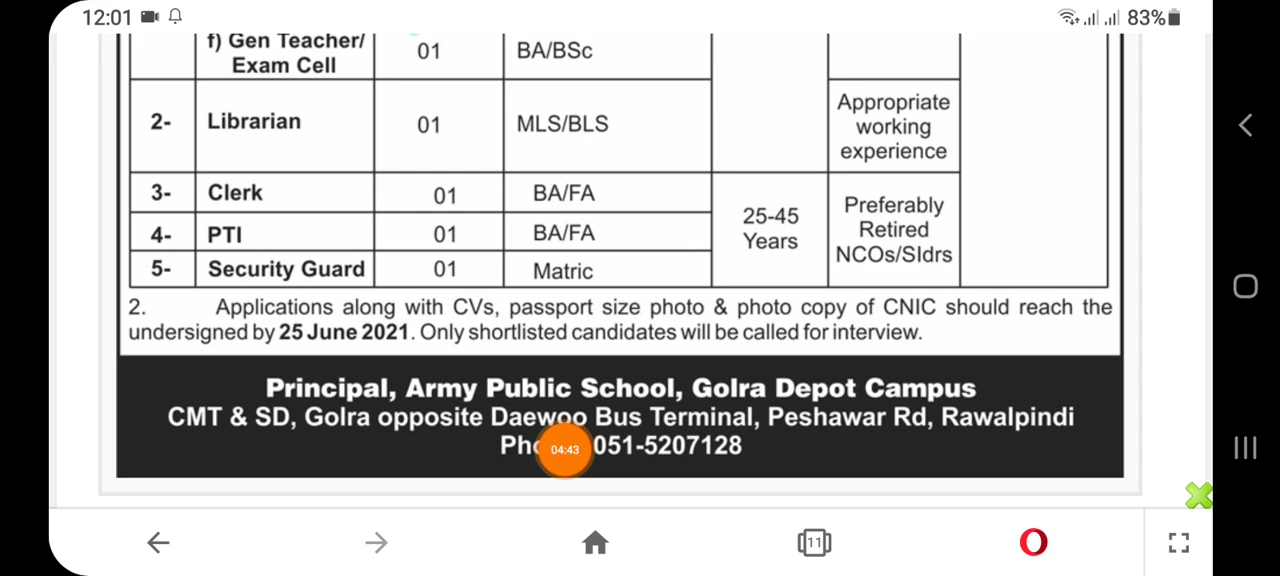 12:01
83%
f) Gen Teacher/
Exam Cell
01
BA/BSc
2-
Librarian
01
MLS/BLS
Appropriate
working
experience
3-
Clerk
01
BA/FA
4-
PTI
01
BA/FA
5-
Security Guard
01
Matric
25-45
Years
Preferably
Retired
NCOs/Sldrs
2. Applications along with CVs, passport size photo & photo copy of CNIC should reach the
undersigned by 25 June 2021. Only shortlisted candidates will be called for interview.
Principal, Army Public School, Golra Depot Campus
CMT & SD, Golra opposite Daewoo Bus Terminal, Peshawar Rd, Rawalpindi
051-5207128
04:43
11